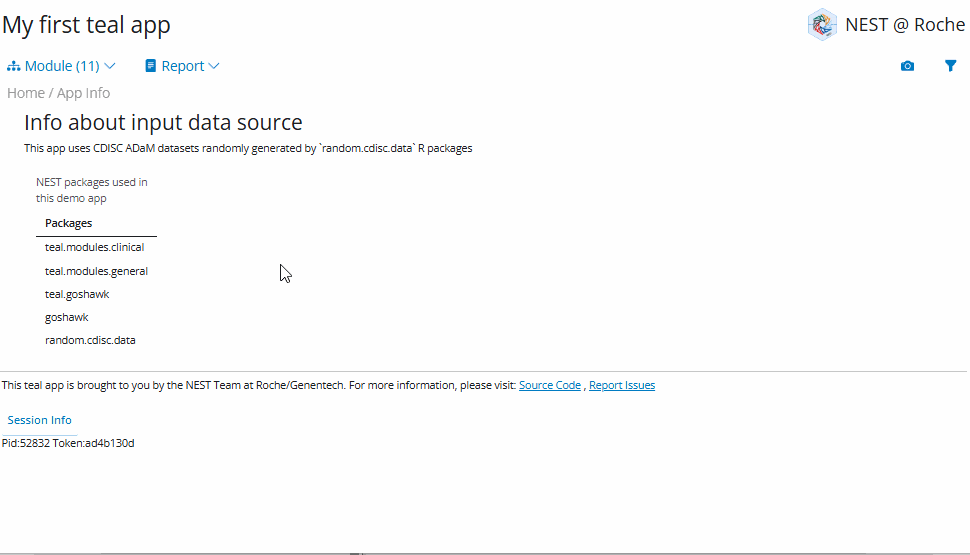 My first teal app
NEST @ Roche
Module (11)
Report
Home / App Info
Info about input data source
This app uses CDISC ADaM datasets randomly generated by `random.cdisc.data` R packages
NEST packages used in
this demo app
Packages
teal.modules.clinical
teal.modules.general
teal.goshawk
goshawk
random.cdisc.data
This teal app is brought to you by the NEST Team at Roche/Genentech. For more information, please visit: Source Code , Report Issues
Session Info
Pid:52832 Token:ad4b130d